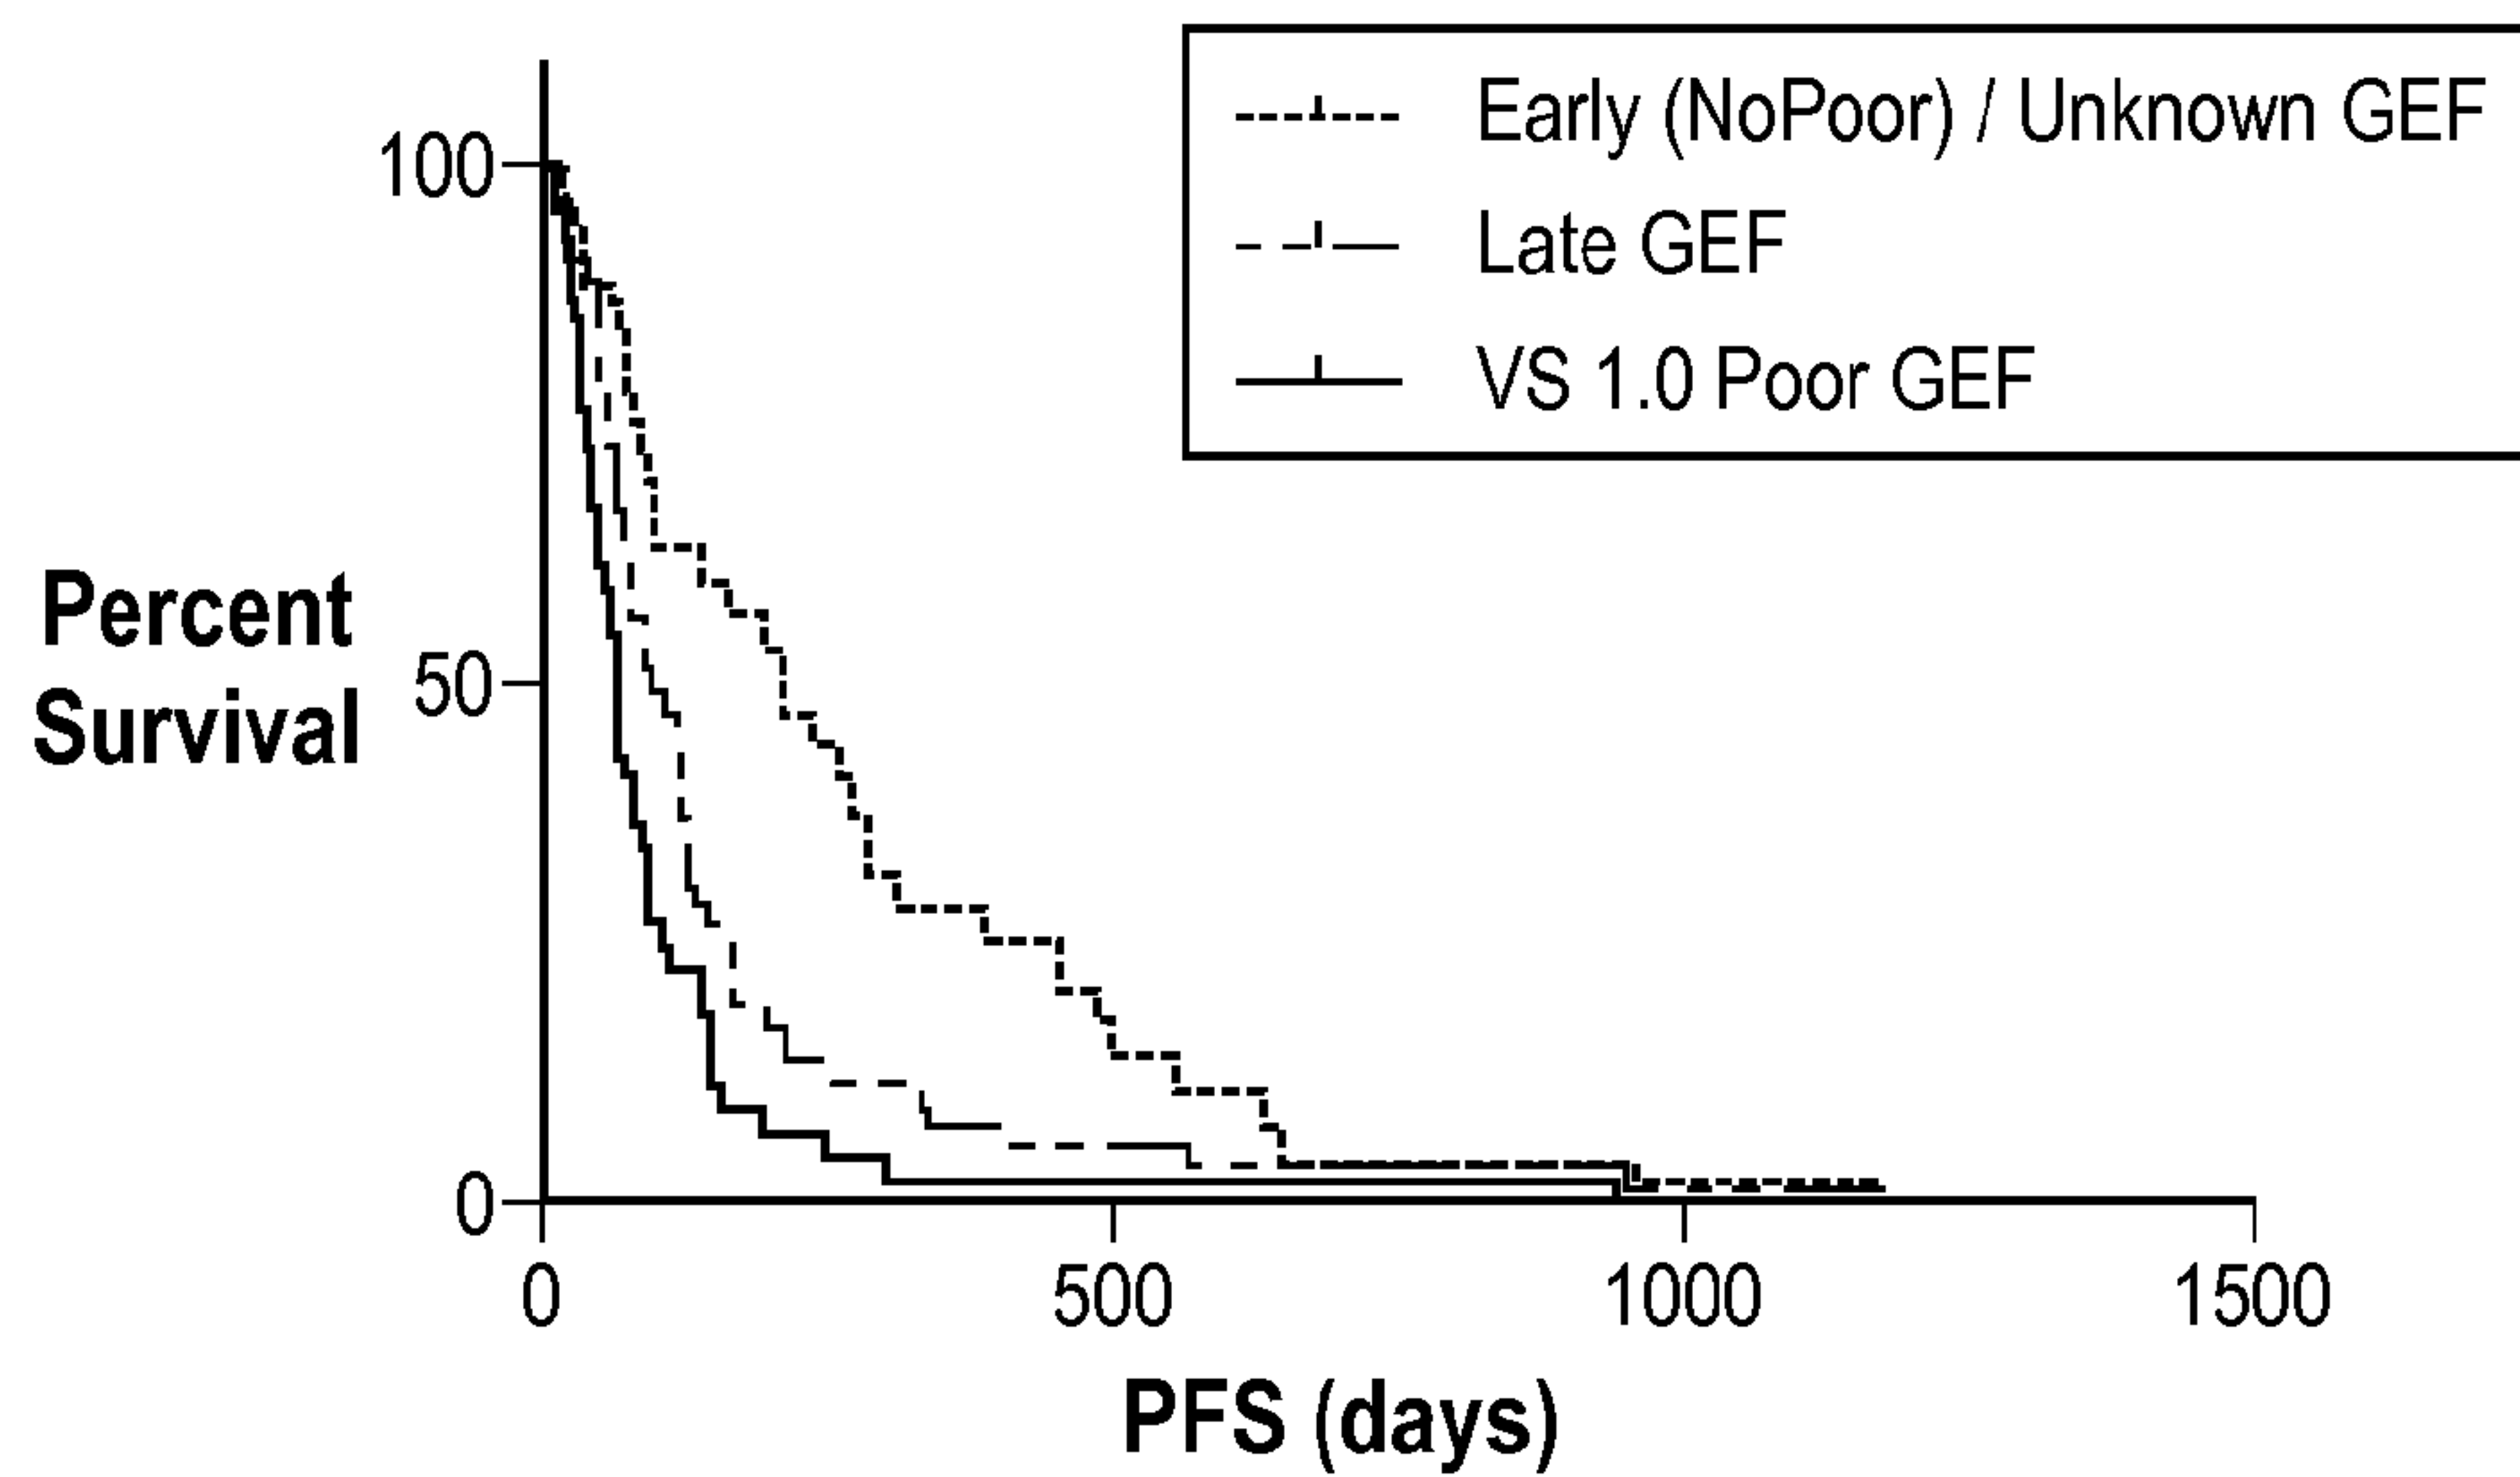 Early (NoPoor) / Unknown GEF
Late GEF
VS 1.0 Poor GEF
100
50
0
Percent
Survival
0 500 1000 1500
PFS (days)